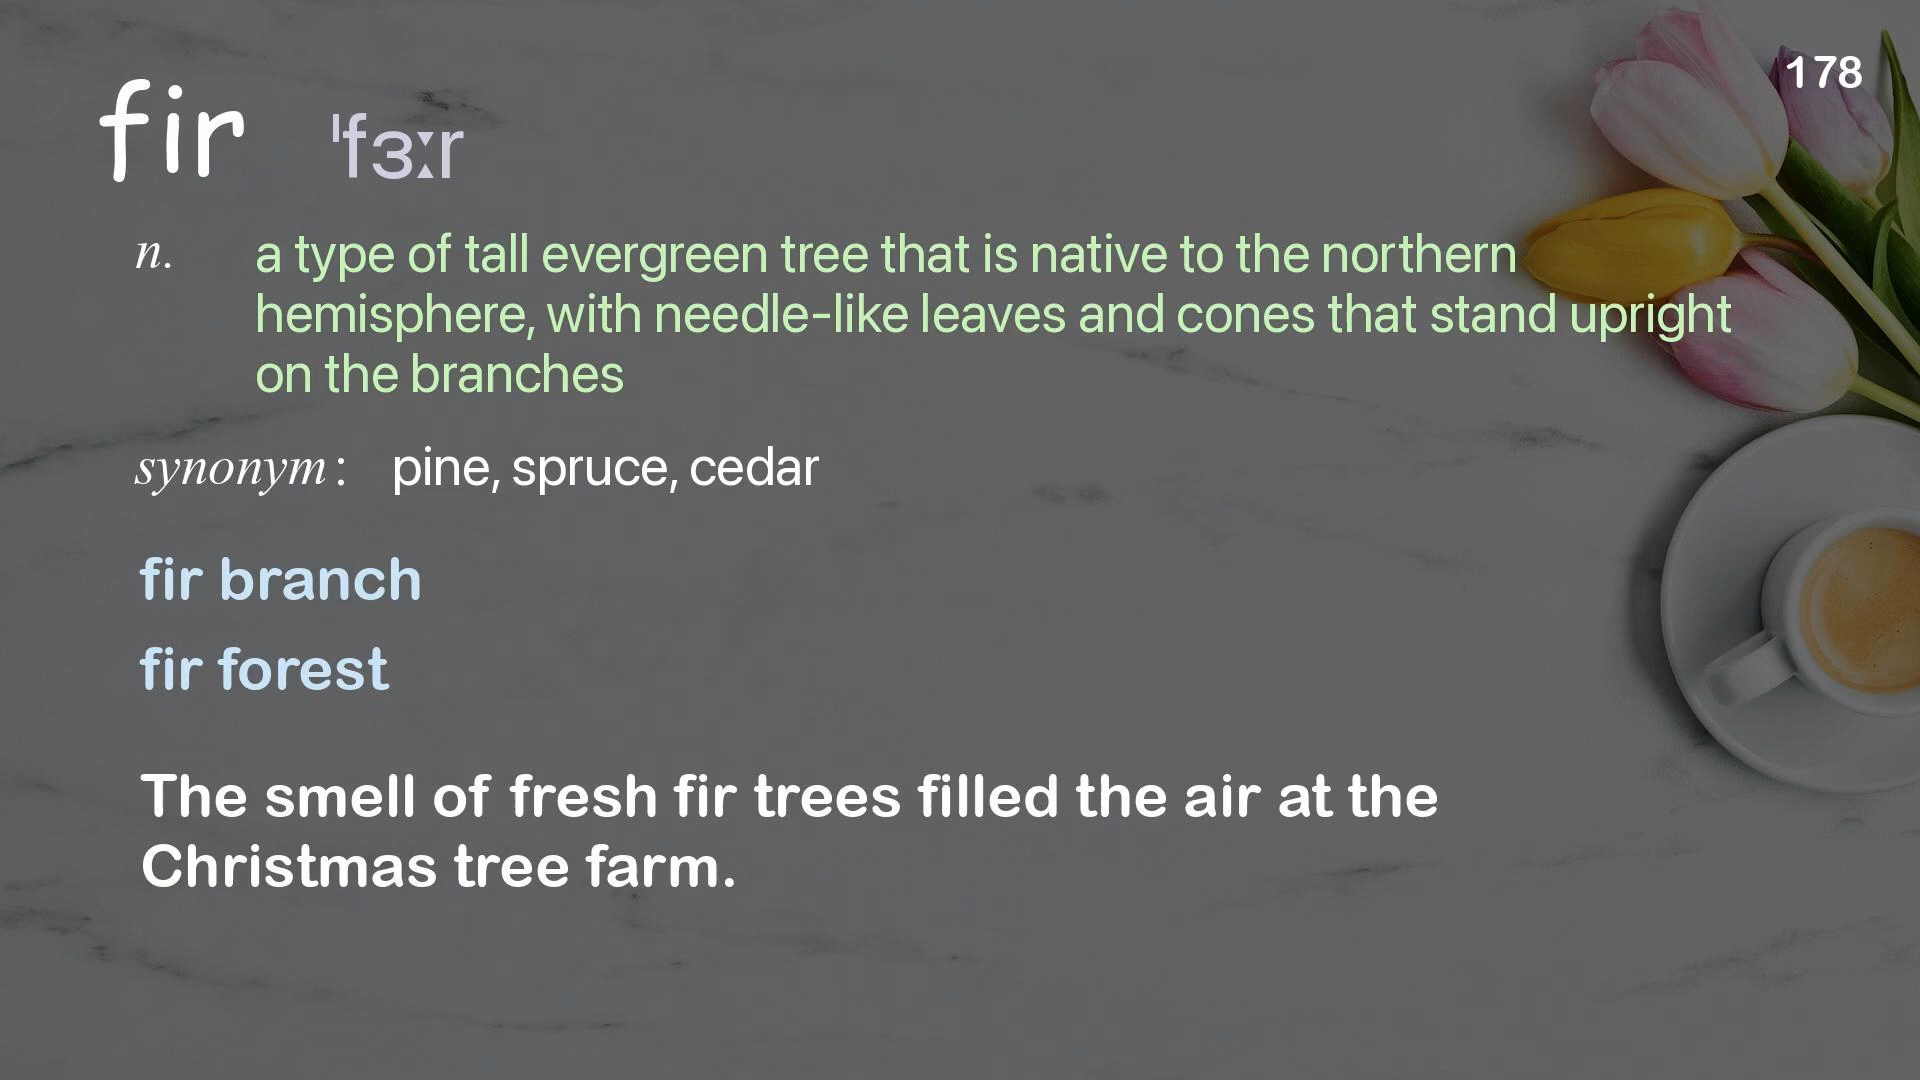 178
fir ˈfɜːr
n. a type of tall evergreen tree that is native to the northern
hemisphere, with needle-like leaves and cones that stand upright
on the branches
synonym: pine, spruce, cedar
fir branch
fir forest
The smell of fresh fir trees filled the air at the
Christmas tree farm.